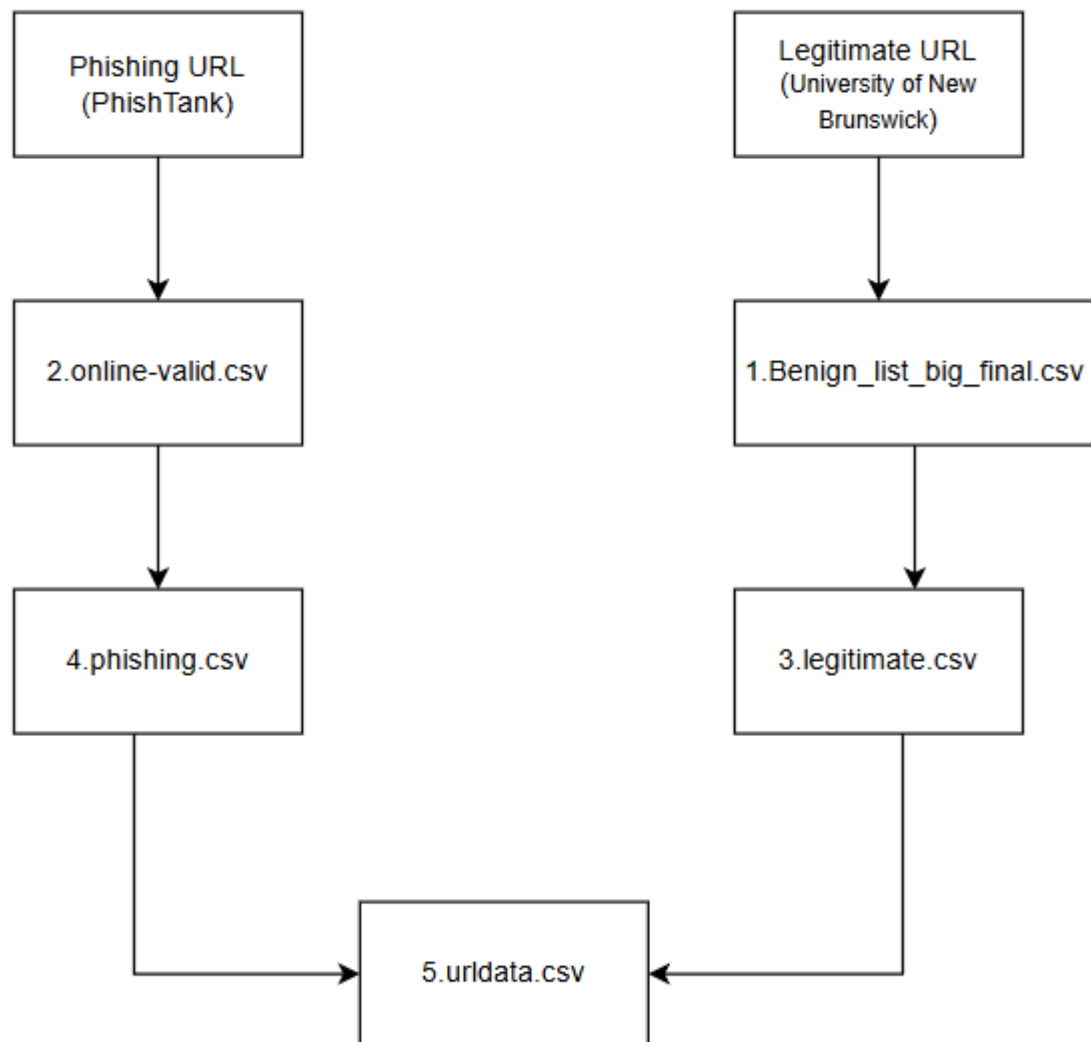 Phishing URL
(PhishTank)
Legitimate URL
(University of New
Brunswick)
2.online-valid.csv
1.Benign_list_big_final.csv
4.phishing.csv
3.legitimate.csv
5.urldata.csv